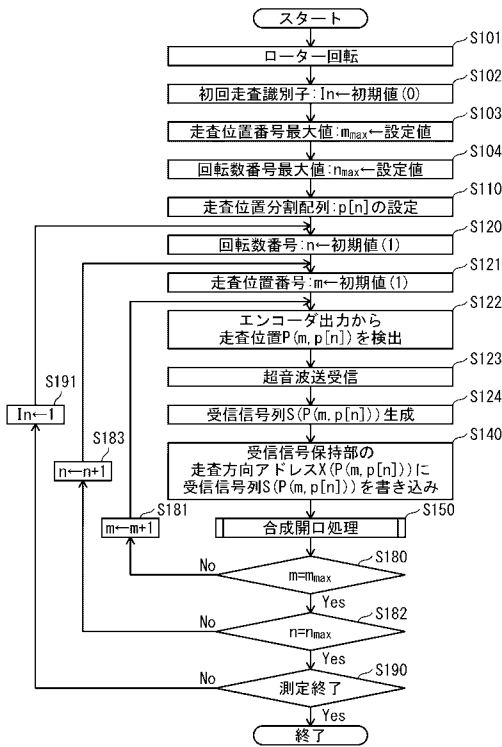 スタート
S101
ローター回転
S102
初回走査識別子:In←初期値(0)
S103
走査位置番号最大値:mmax←設定値
S104
回転数番号最大値:nmax←設定値
S110
走査位置分割配列:p[n]の設定
S120
回転数番号:n←初期値(1)
S121
走査位置番号:m←初期値(1)
S122
エンコーダ出力から
走査位置P(m,p[n])を検出
S123
超音波送受信
S124
受信信号列S(P(m,p[n]))生成
S140
受信信号保持部の
走査方向アドレスX(P(m,p[n]))に
受信信号列S(P(m,p[n]))を書き込み
S150
合成開口処理
S191
In←1
S183
n←n+1
S181
m←m+1
S180
No
m=mmax
Yes
S182
No
n=nmax
Yes
S190
No
測定終了
Yes
終了